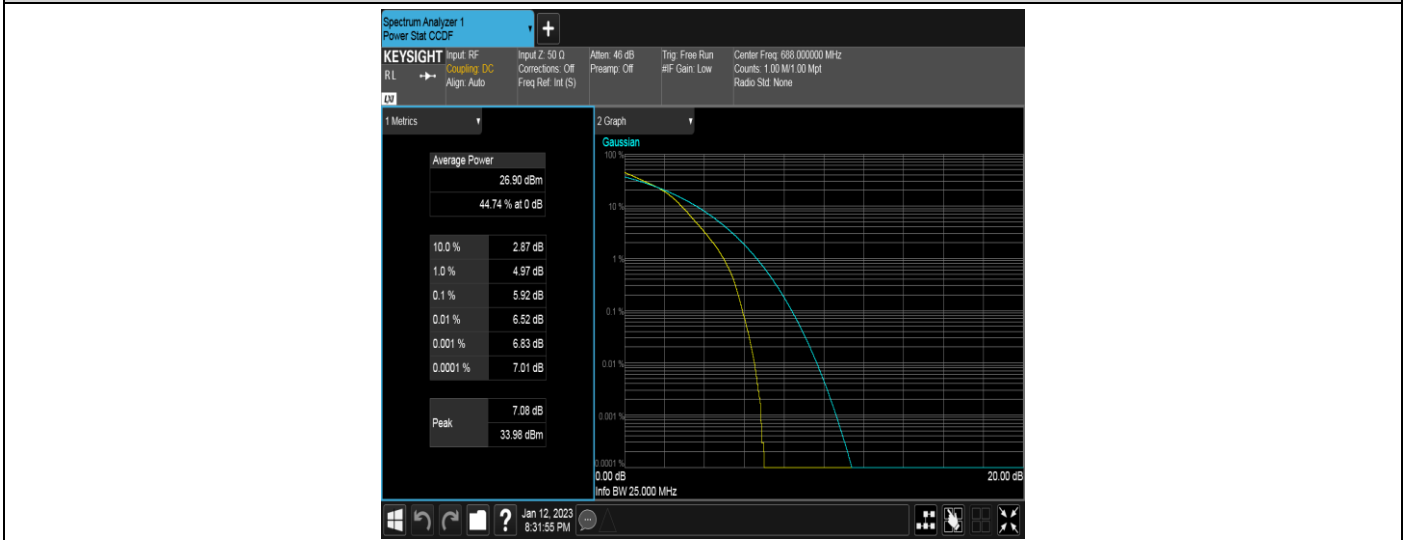 Spectrum Analyzer 1
Power Stat CCDF
KEYSIGHT
RL
LXI
Input: RF
Coupling: DC
Align: Auto
Input Z: 50 Ω
Corrections: Off
Freq Ref: Int (S)
Atten: 46 dB
Preamp: Off
Trig: Free Run
#IF Gain: Low
Center Freq: 688.000000 MHz
Counts: 1.00 M/1.00 Mpt
Radio Std: None
1 Metrics
Average Power
26.90 dBm
44.74 % at 0 dB
10.0 % 2.87 dB
1.0 % 4.97 dB
0.1 % 5.92 dB
0.01 % 6.52 dB
0.001 % 6.83 dB
0.0001 % 7.01 dB
Peak
7.08 dB
33.98 dBm
2 Graph
Gaussian
100 %
10 %
1 %
0.1 %
0.01 %
0.001 %
0.0001 %
0.00 dB
20.00 dB
Info BW 25.000 MHz
?
Jan 12, 2023
8:31:55 PM